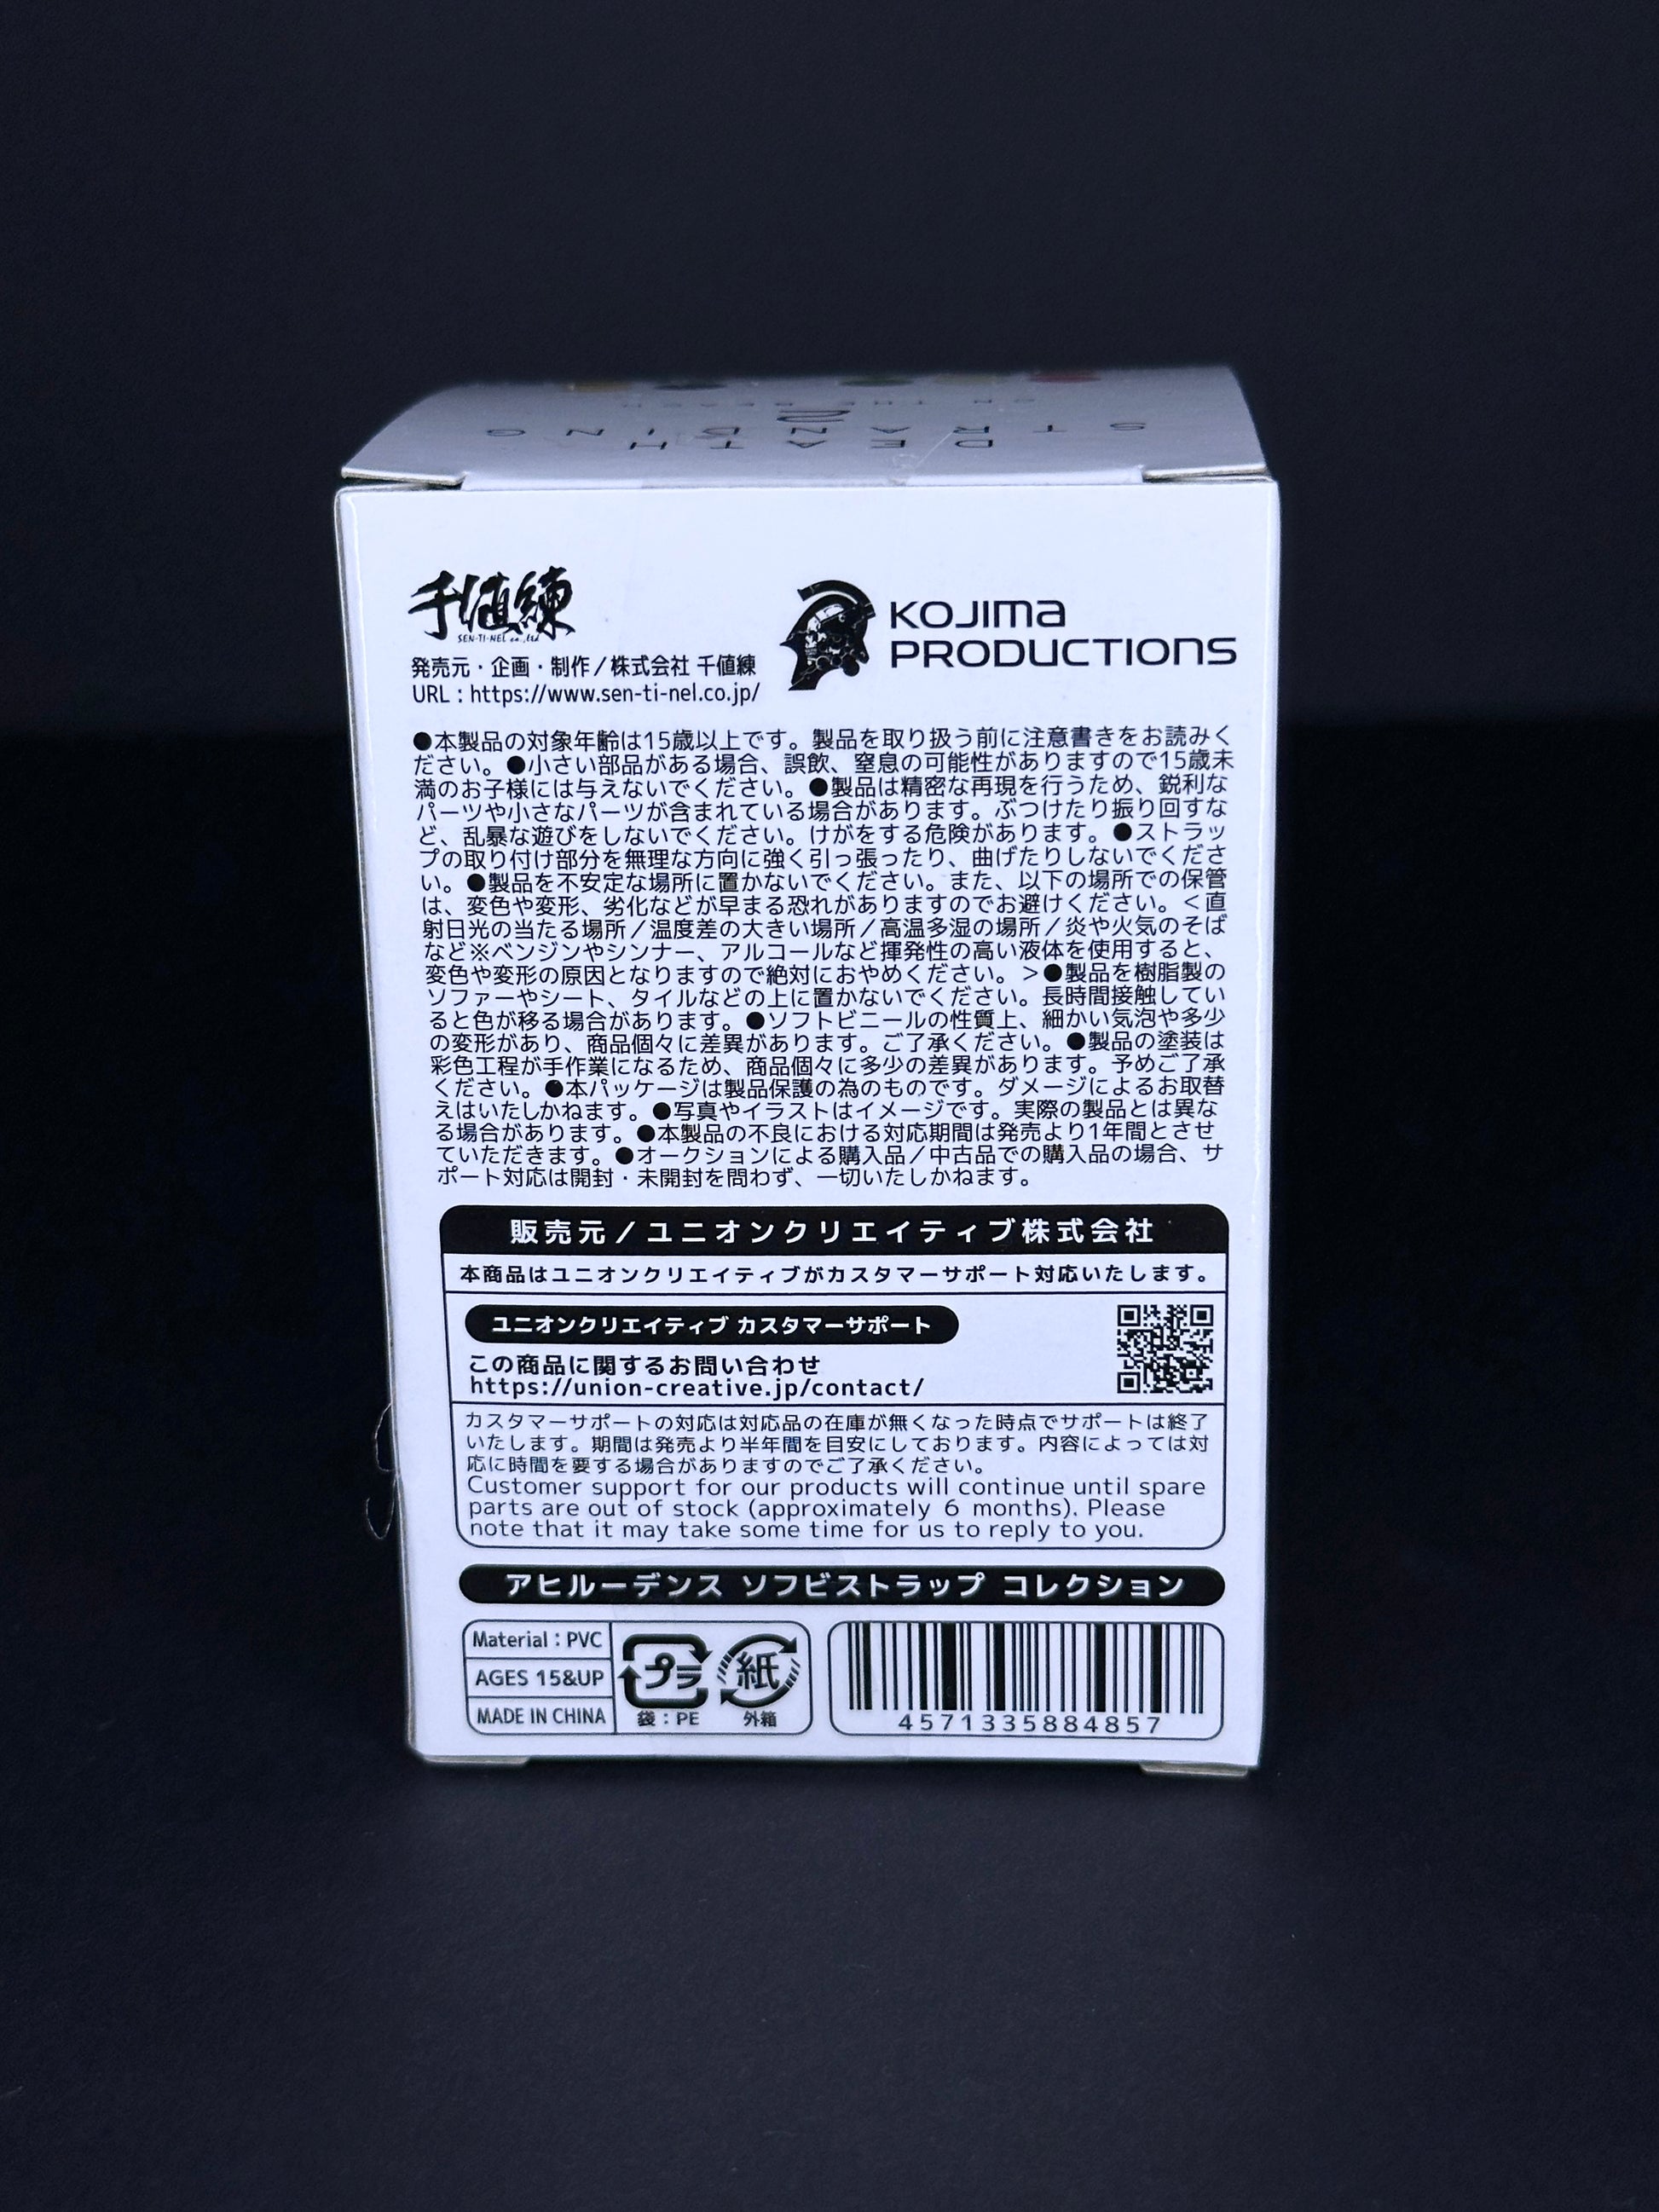 DEATH
STRANDING 2
ON THE BEACH
千値練
SEN-TI-NEL co.,ltd
発売元・企画・制作/株式会社 千値練
URL:https://www.sen-ti-nel.co.jp/
KOJIMA
PRODUCTIONS
●本製品の対象年齢は15歳以上です。製品を取り扱う前に注意書きをお読みく
ださい。●小さい部品がある場合、誤飲、窒息の可能性がありますので15歳未
満のお子様には与えないでください。●製品は精密な再現を行うため、鋭利な
パーツや小さなパーツが含まれている場合があります。ぶつけたり振り回すな
ど、乱暴な遊びをしないでください。けがをする危険があります。●ストラッ
プの取り付け部分を無理な方向に強く引っ張ったり、曲げたりしないでくださ
い。●製品を不安定な場所に置かないでください。また、以下の場所での保管
は、変色や変形、劣化などが早まる恐れがありますのでお避けください。<直
射日光の当たる場所/温度差の大きい場所/高温多湿の場所/炎や火気のそば
など※ベンジンやシンナー、アルコールなど揮発性の高い液体を使用すると、
変色や変形の原因となりますので絶対におやめください。>●製品を樹脂製の
ソファーやシート、タイルなどの上に置かないでください。長時間接触してい
ると色が移る場合があります。●ソフトビニールの性質上、細かい気泡や多少
の変形があり、商品個々に差異があります。ご了承ください。●製品の塗装は
彩色工程が手作業になるため、商品個々に多少の差異があります。予めご了承
ください。●本パッケージは製品保護の為のものです。ダメージによるお取替
えはいたしかねます。●写真やイラストはイメージです。実際の製品とは異な
る場合があります。●本製品の不良における対応期間は発売より1年間とさせ
ていただきます。●オークションによる購入品/中古品での購入品の場合、サ
ポート対応は開封・未開封を問わず、一切いたしかねます。
販売元/ユニオンクリエイティブ株式会社
本商品はユニオンクリエイティブがカスタマーサポート対応いたします。
ユニオンクリエイティブ カスタマーサポート
この商品に関するお問い合わせ
https://union-creative.jp/contact/
カスタマーサポートの対応は対応品の在庫が無くなった時点でサポートは終了
いたします。期間は発売より半年間を目安にしております。内容によっては対
応に時間を要する場合がありますのでご了承ください。
Customer support for our products will continue until spare
parts are out of stock (approximately 6 months). Please
note that it may take some time for us to reply to you.
アヒルーデンス ソフビストラップ コレクション
Material:PVC
AGES 15&UP
MADE IN CHINA
プラ
袋:PE
紙
外箱
4571335884857